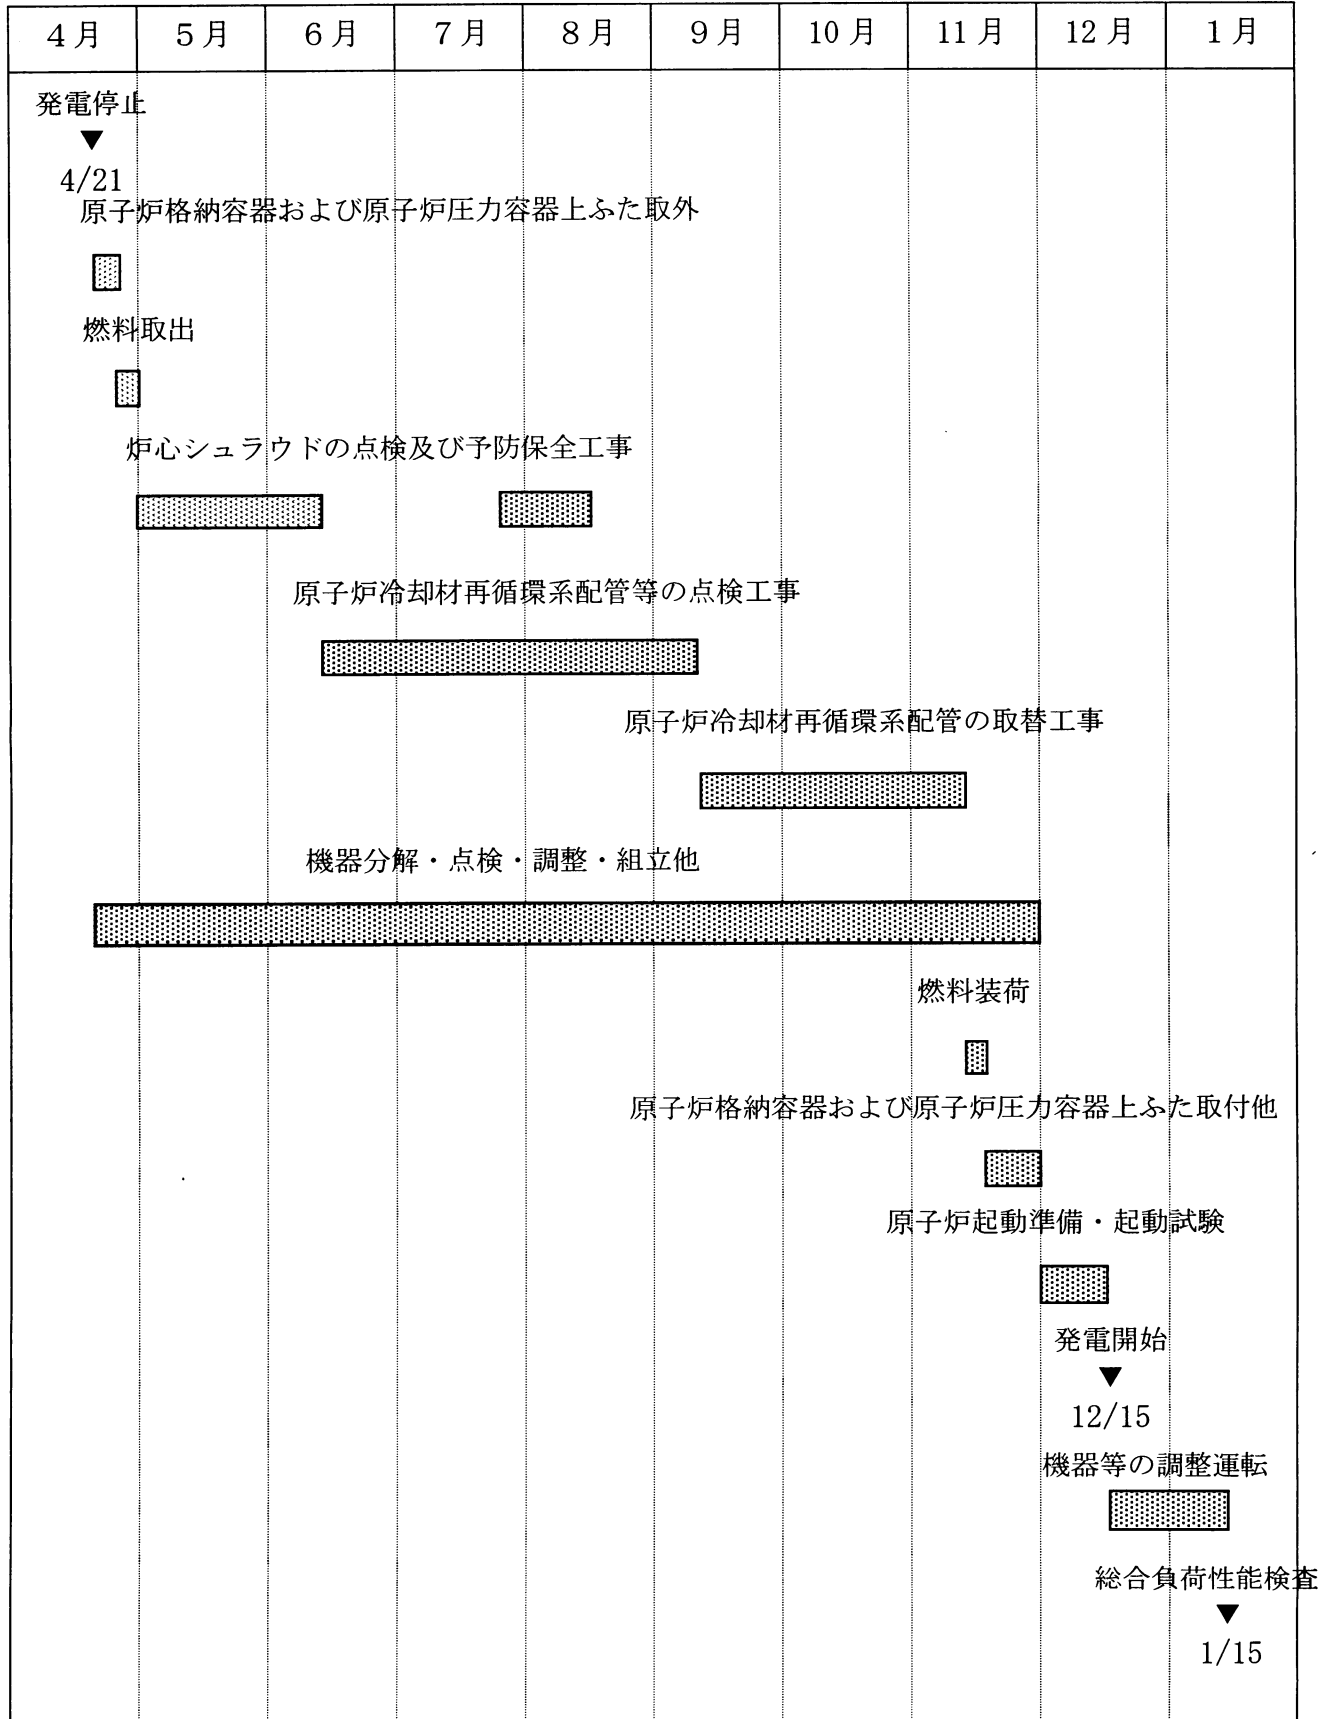 4月 5月 6月 7月 8月 9月 10月 11月 12月 1月
発電停止
▼
4/21
原子炉格納容器および原子炉圧力容器上ふた取外
燃料取出
炉心シュラウドの点検及び予防保全工事
原子炉冷却材再循環系配管等の点検工事
原子炉冷却材再循環系配管の取替工事
機器分解・点検・調整・組立他
燃料装荷
原子炉格納容器および原子炉圧力容器上ふた取付他
原子炉起動準備・起動試験
発電開始
▼
12/15
機器等の調整運転
総合負荷性能検査
▼
1/15